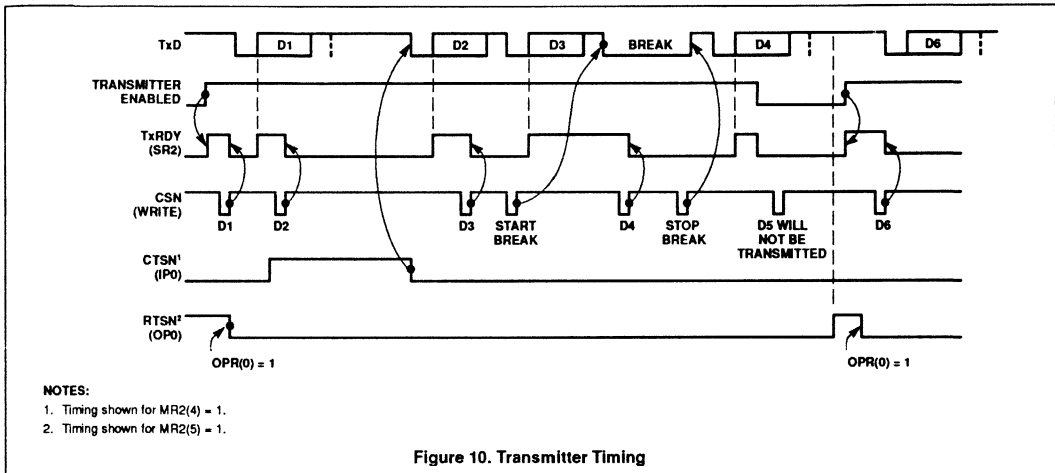 TxD
D1
D2
D3
BREAK
D4
D6
TRANSMITTER
ENABLED
TxRDY
(SR2)
CSN
(WRITE)
D1
D2
D3
START
BREAK
D4
STOP
BREAK
D5 WILL
NOT BE
TRANSMITTED
D6
CTSN¹
(IP0)
RTSN²
(OP0)
OPR(0) = 1
OPR(0) = 1
NOTES:
1. Timing shown for MR2(4) = 1.
2. Timing shown for MR2(5) = 1.
Figure 10. Transmitter Timing